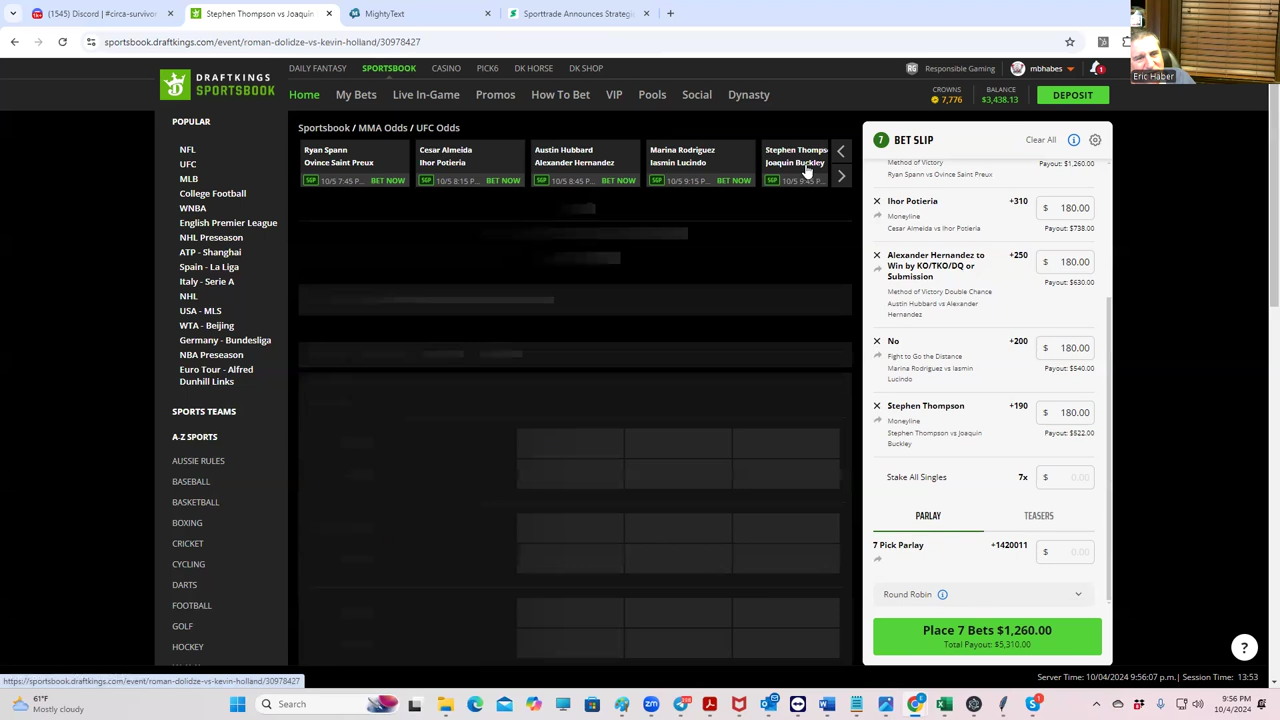 (1545) Discord | #circa-survivor
Stephen Thompson vs Joaquin
MightyText
Sporttrade Announces Strate
sportsbook.draftkings.com/event/roman-dolidze-vs-kevin-holland/30978427
Eric Haber
DRAFTKINGS
SPORTSBOOK
DAILY FANTASY
SPORTSBOOK
PICK6
DK HORSE
DK SHOP
Responsible Gaming
mbhabes
1
Home
My Bets
Live In
Promos
How To Bet
VIP
Pools
Social
Dynasty
CROWNS
7,776
BALANCE
$3,438.13
DEPOSIT
POPULAR
NFL
UFC
MLB
College Football
WNBA
English Premier League
NHL Preseason
ATP - Shanghai
Spain - La Liga
Italy - Serie A
NHL
USA - MLS
WTA - Beijing
Germany - Bundesliga
NBA Preseason
Euro Tour - Alfred
Dunhill Links
SPORTS TEAMS
A-Z SPORTS
AUSSIE RULES
BASEBALL
BASKETBALL
BOXING
CRICKET
CYCLING
DARTS
FOOTBALL
GOLF
HOCKEY
Sportsbook / MMA Odds / UFC Odds
Ryan Spann
Ovince Saint Preux
SGP 10/5 7:45 P... BET NOW
Cesar Almeida
Ihor Potieria
SGP 10/5 8:15 P... BET NOW
Austin Hubbard
Alexander Hernandez
SGP 10/5 8:45 P... BET NOW
Marina Rodriguez
Iasmin Lucindo
SGP 10/5 9:15 P... BET NOW
Stephen Thomps
Joaquin Buckley
SGP 10/5 9:45 P...
7 BET SLIP
Clear All
Method of Victory
Payout: $1,260.00
Ryan Spann vs Ovince Saint Preux
Ihor Potieria +310 $ 180.00
Moneyline
Cesar Almeida vs Ihor Potieria Payout: $738.00
Alexander Hernandez to +250 $ 180.00
Win by KO/TKO/DQ or
Submission Payout: $630.00
Method of Victory Double Chance
Austin Hubbard vs Alexander
Hernandez
No +200 $ 180.00
Fight to Go the Distance
Marina Rodriguez vs Iasmin Payout: $540.00
Lucindo
Stephen Thompson +190 $ 180.00
Moneyline
Stephen Thompson vs Joaquin Payout: $822.00
Buckley
Stake All Singles 7x $ 0.00
PARLAY
TEASERS
7 Pick Parlay +1420011 $ 0.00
Round Robin
Place 7 Bets $1,260.00
Total Payout: $5,310.00
?
https://sportsbook.draftkings.com/event/roman-dolidze-vs-kevin-holland/30978427
Server Time: 10/04/2024 9:56:07 p.m.| Session Time: 13:53
61°F
Mostly cloudy
Search
9:56 PM
10/4/2024